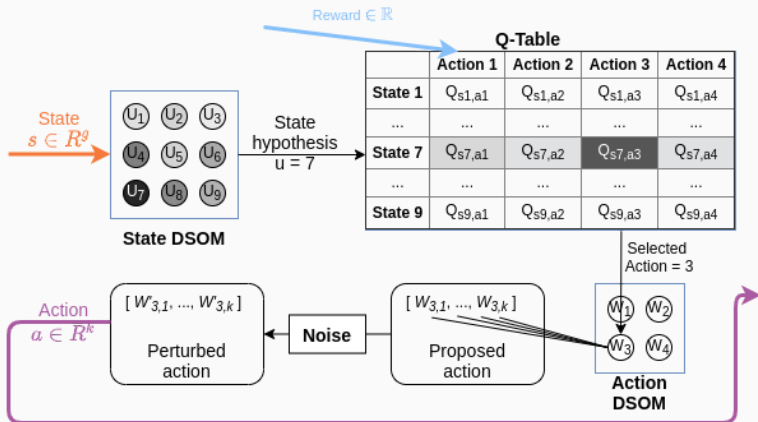 Reward ∈ ℝ
Q-Table
Action 1 Action 2 Action 3 Action 4
State 1 Qs1,a1 Qs1,a2 Qs1,a3 Qs1,a4
... ... ... ... ...
State 7 Qs7,a1 Qs7,a2 Qs7,a3 Qs7,a4
... ... ... ... ...
State 9 Qs9,a1 Qs9,a2 Qs9,a3 Qs9,a4
State
s ∈ R^g
U1 U2 U3
U4 U5 U6
U7 U8 U9
State DSOM
State
hypothesis
u = 7
Selected
Action = 3
W1 W2
W3 W4
Action
DSOM
[ W3,1, ..., W3,k ]
Proposed
action
Noise
[ W'3,1, ..., W'3,k ]
Perturbed
action
Action
a ∈ R^k